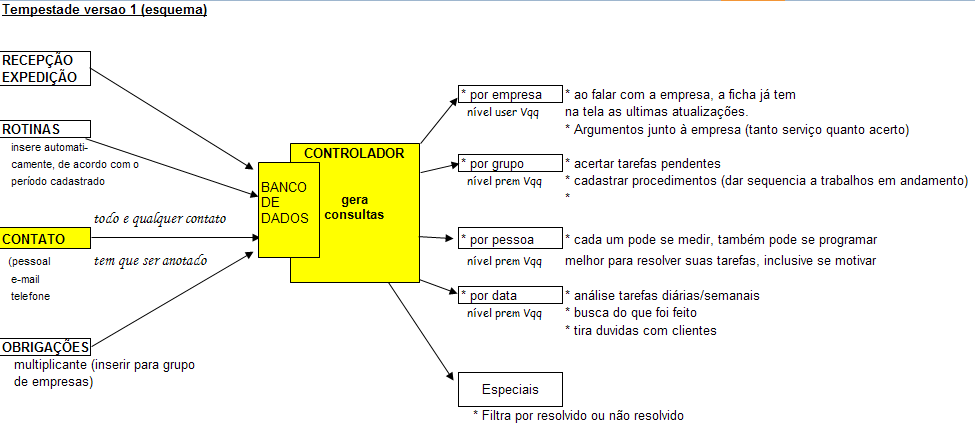 Tempestade versao 1 (esquema)
RECEPÇÃO
EXPEDIÇÃO
ROTINAS
insere automati-
camente, de acordo com o
período cadastrado
todo e qualquer contato
CONTATO
tem que ser anotado
(pessoal
e-mail
telefone
OBRIGAÇÕES
multiplicante (inserir para grupo
de empresas)
CONTROLADOR
BANCO
DE
DADOS
gera
consultas
* por empresa
nível user Vqq
* ao falar com a empresa, a ficha já tem
na tela as ultimas atualizações.
* Argumentos junto à empresa (tanto serviço quanto acerto)
* por grupo
nível prem Vqq
* acertar tarefas pendentes
* cadastrar procedimentos (dar sequencia a trabalhos em andamento)
*
* por pessoa
nível prem Vqq
* cada um pode se medir, também pode se programar
melhor para resolver suas tarefas, inclusive se motivar
* por data
nível prem Vqq
* análise tarefas diárias/semanais
* busca do que foi feito
* tira duvidas com clientes
Especiais
* Filtra por resolvido ou não resolvido